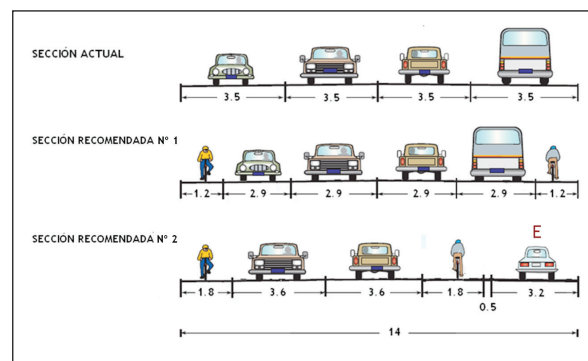 SECCIÓN ACTUAL
3.5 3.5 3.5 3.5
SECCIÓN RECOMENDADA Nº 1
1.2 2.9 2.9 2.9 2.9 1.2
SECCIÓN RECOMENDADA Nº 2
E
1.8 3.6 3.6 1.8 3.2
0.5
14